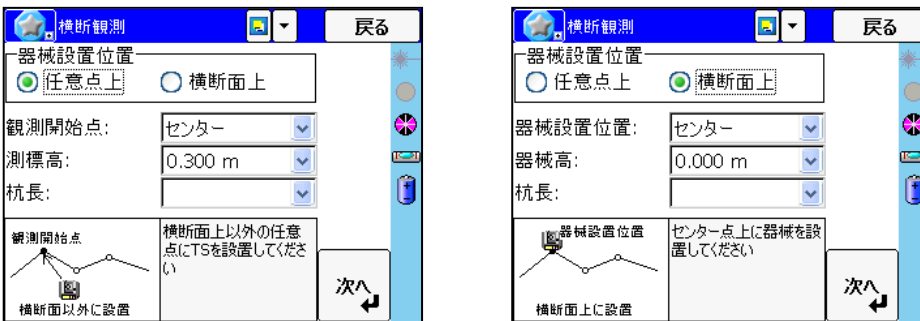 横断観測
戻る
器械設置位置
任意点上
横断面上
観測開始点:
センター
測標高:
0.300 m
杭長:
観測開始点
横断面以外に設置
横断面上以外の任意
点にTSを設置してくださ
い
次へ
横断観測
戻る
器械設置位置
任意点上
横断面上
器械設置位置:
センター
器械高:
0.000 m
杭長:
器械設置位置
横断面上に設置
センター点上に器械を設
置してください
次へ